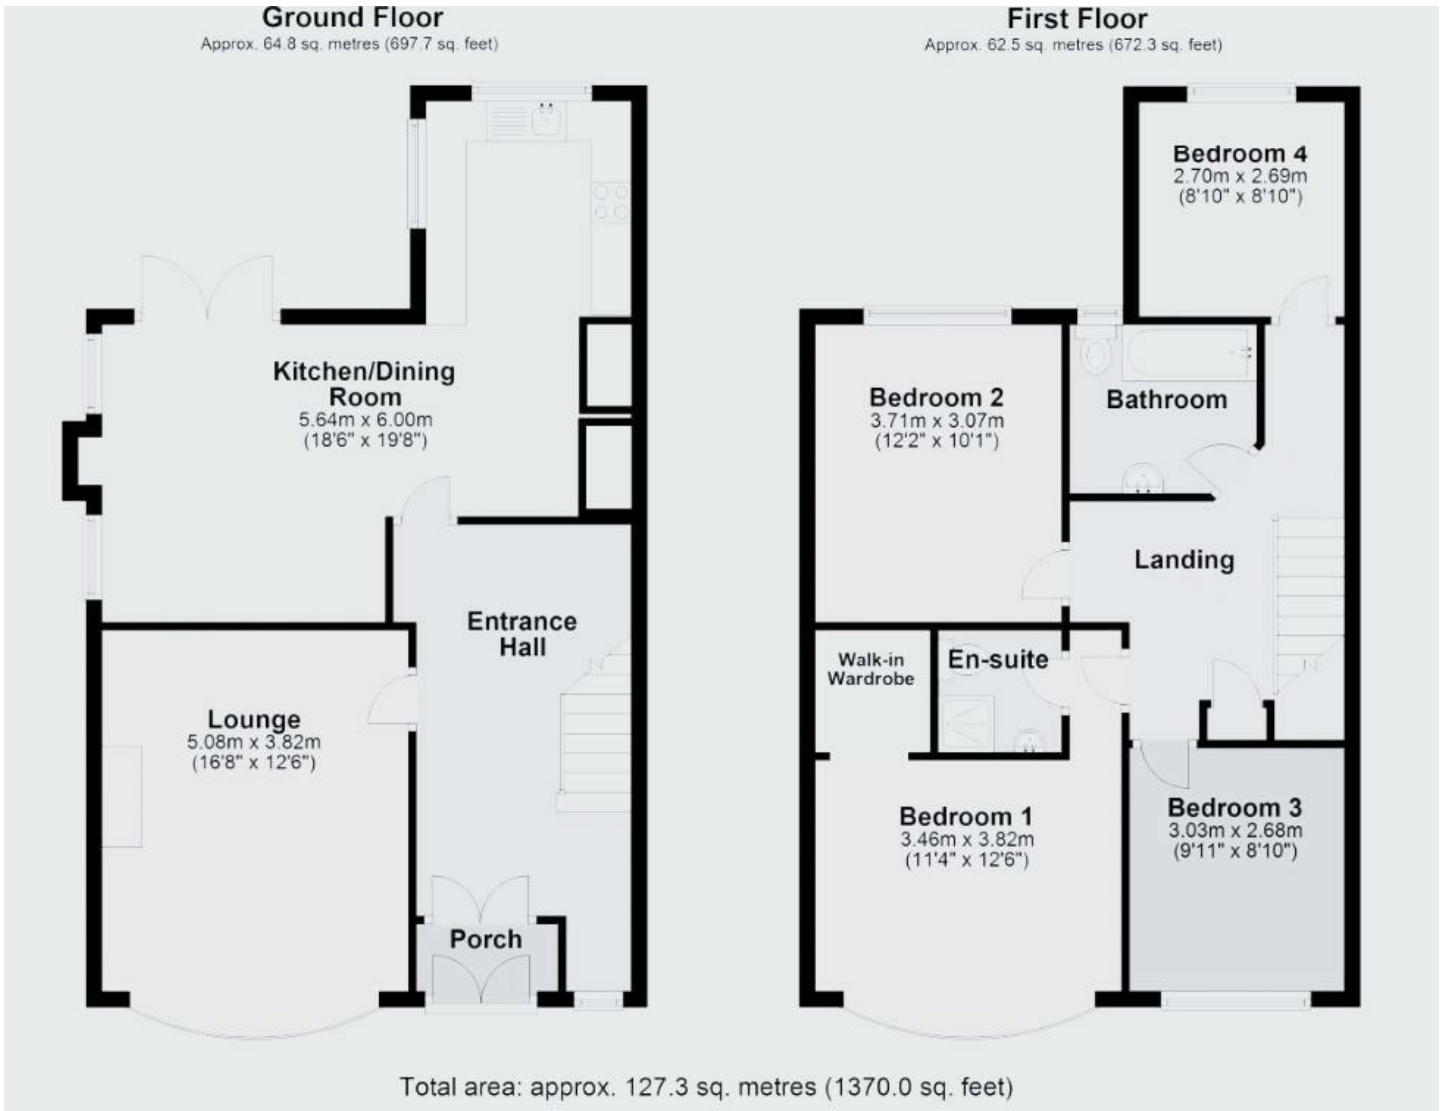 Ground Floor
Approx. 64.8 sq. metres (697.7 sq. feet)
Kitchen/Dining
Room
5.64m x 6.00m
(18'6" x 19'8")
Entrance
Hall
Lounge
5.08m x 3.82m
(16'8" x 12'6")
Porch
First Floor
Approx. 62.5 sq. metres (672.3 sq. feet)
Bedroom 4
2.70m x 2.69m
(8'10" x 8'10")
Bedroom 2
3.71m x 3.07m
(12'2" x 10'1")
Bathroom
Landing
Walk-in
Wardrobe
En-suite
Bedroom 1
3.46m x 3.82m
(11'4" x 12'6")
Bedroom 3
3.03m x 2.68m
(9'11" x 8'10")
Total area: approx. 127.3 sq. metres (1370.0 sq. feet)